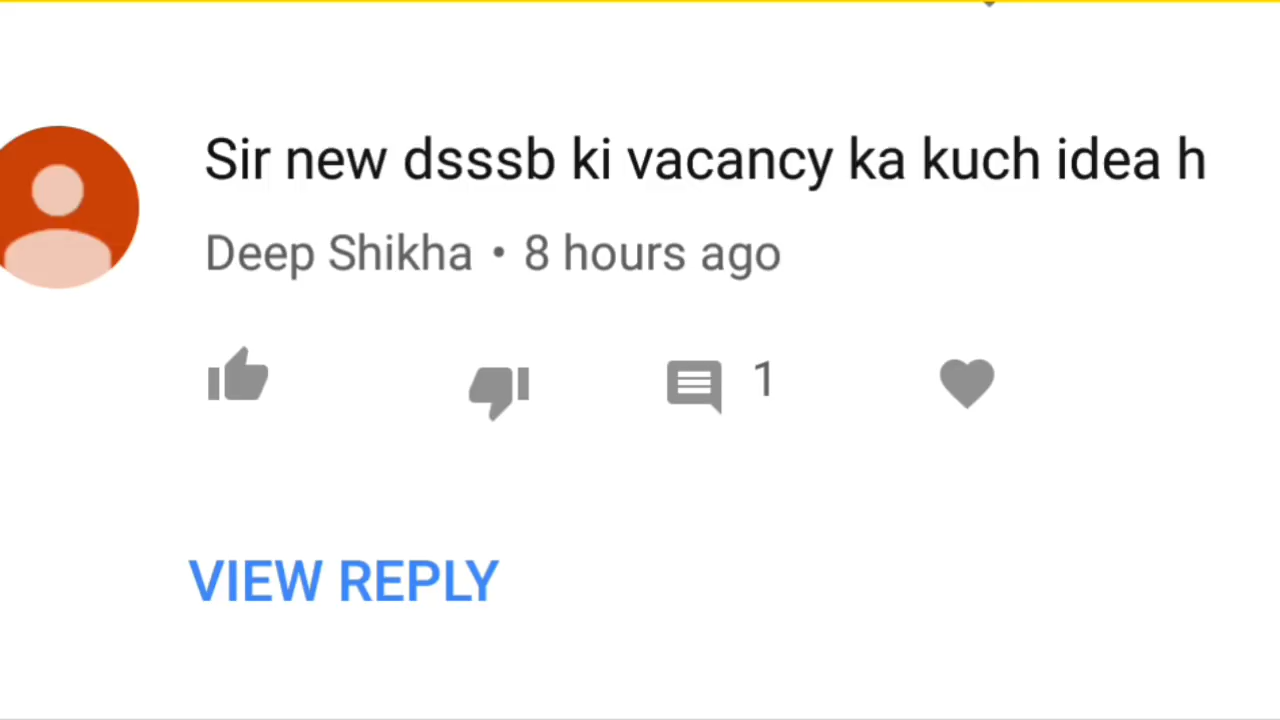 Sir new dsssb ki vacancy ka kuch idea h
Deep Shikha • 8 hours ago
1
VIEW REPLY